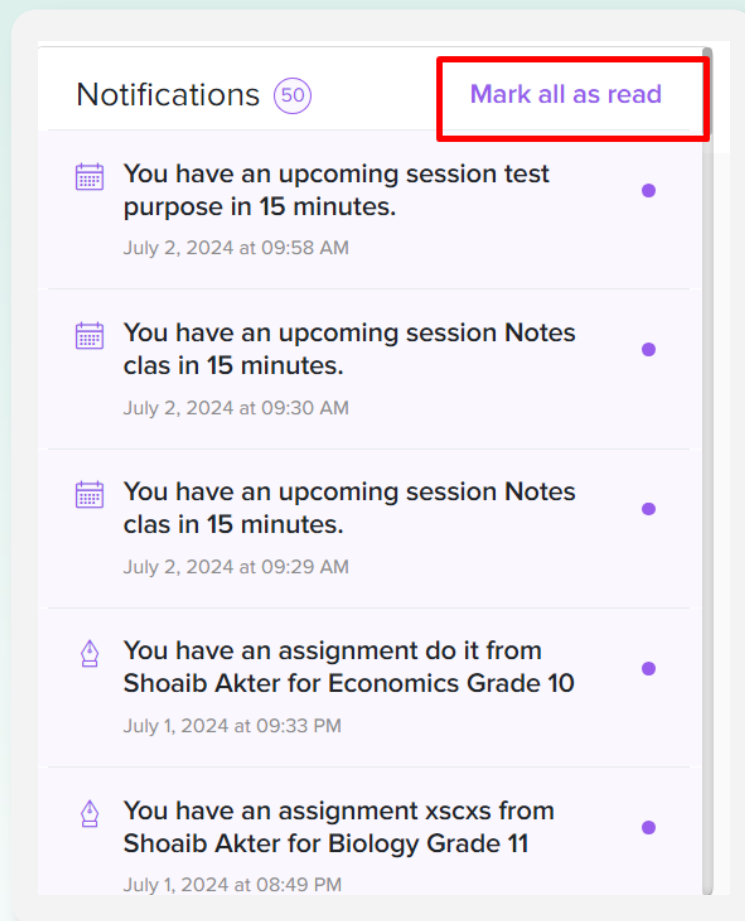 Notifications 50 Mark all as read
You have an upcoming session test
purpose in 15 minutes.
July 2, 2024 at 09:58 AM
You have an upcoming session Notes
clas in 15 minutes.
July 2, 2024 at 09:30 AM
You have an upcoming session Notes
clas in 15 minutes.
July 2, 2024 at 09:29 AM
You have an assignment do it from
Shoaib Akter for Economics Grade 10
July 1, 2024 at 09:33 PM
You have an assignment xscxs from
Shoaib Akter for Biology Grade 11
July 1, 2024 at 08:49 PM